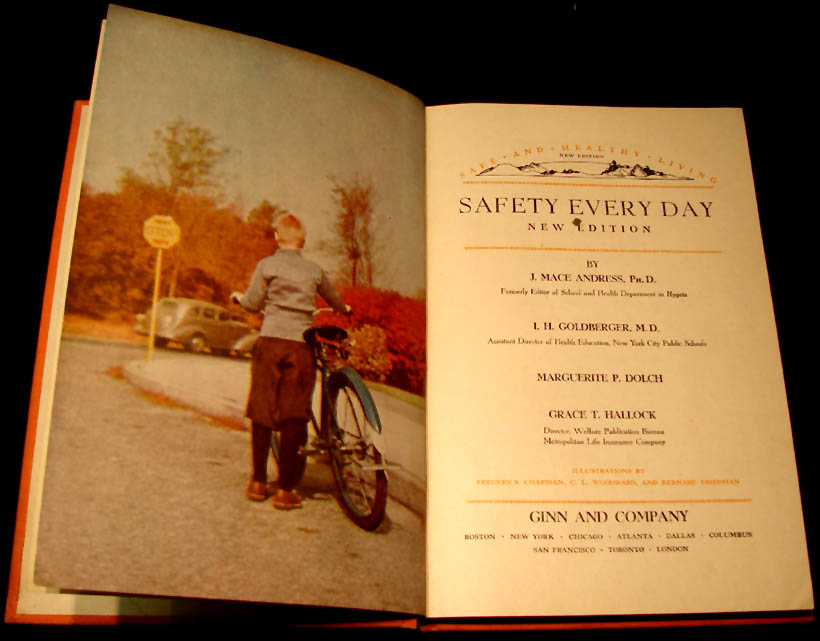 SAFE · AND · HEALTHY · LIVING
NEW EDITION
SAFETY EVERY DAY
NEW EDITION
BY
J. MACE ANDRESS, PH. D.
Formerly Editor of School and Health Department in Hygeia
I. H. GOLDBERGER, M. D.
Assistant Director of Health Education, New York City Public Schools
MARGUERITE P. DOLCH
GRACE T. HALLOCK
Director, Welfare Publication Bureau
Metropolitan Life Insurance Company
ILLUSTRATIONS BY
FREDERICK CHAPMAN, C. L. WOODWARD, AND BERNARD FRIEDMAN
GINN AND COMPANY
BOSTON · NEW YORK · CHICAGO · ATLANTA · DALLAS · COLUMBUS
SAN FRANCISCO · TORONTO · LONDON